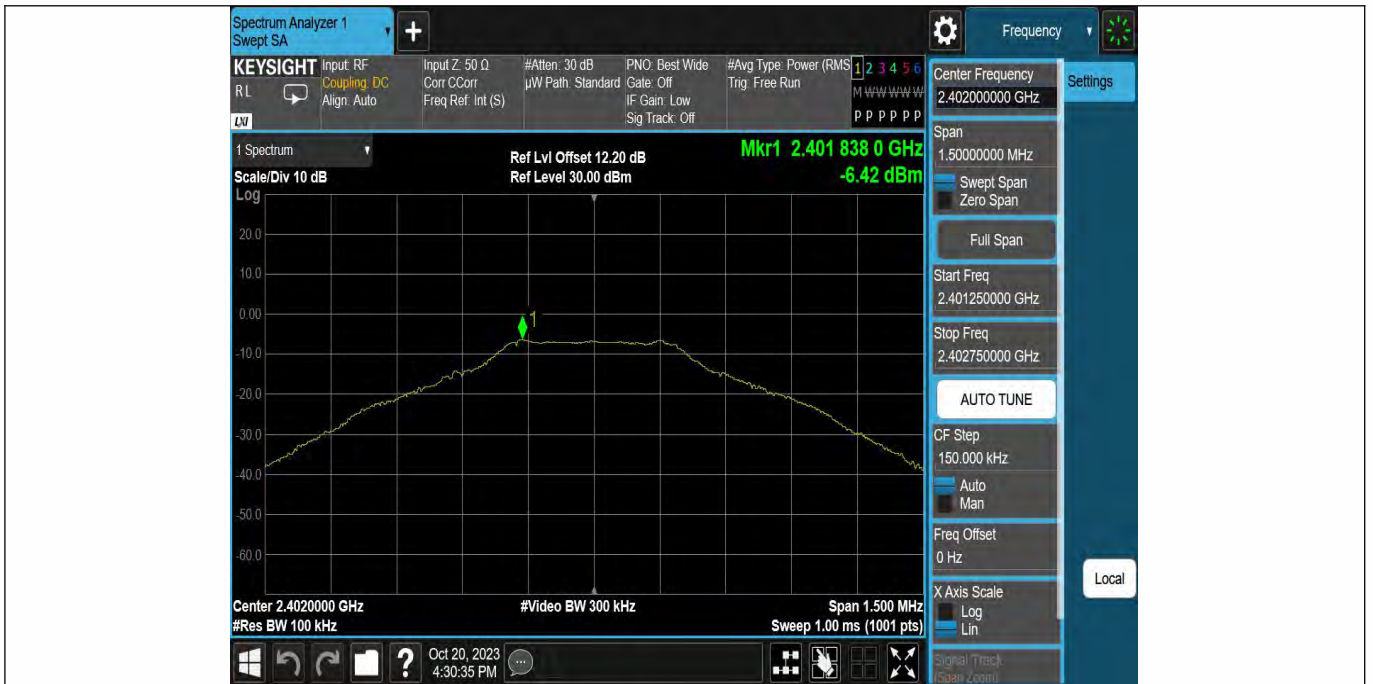 Spectrum Analyzer 1
Swept SA
+
Frequency
KEYSIGHT
RL
LXI
Input: RF
Coupling: DC
Align: Auto
Input Z: 50 Ω
Corr CCorr
Freq Ref: Int (S)
#Atten: 30 dB
µW Path: Standard
PNO: Best Wide
Gate: Off
IF Gain: Low
Sig Track: Off
#Avg Type: Power (RMS
Trig: Free Run
1 2 3 4 5 6
M W W W W W
P P P P P P
1 Spectrum
Scale/Div 10 dB
Ref Lvl Offset 12.20 dB
Ref Level 30.00 dBm
Mkr1 2.401 838 0 GHz
-6.42 dBm
Log
20.0
10.0
0.00
-10.0
-20.0
-30.0
-40.0
-50.0
-60.0
1
Center 2.4020000 GHz
#Res BW 100 kHz
#Video BW 300 kHz
Span 1.500 MHz
Sweep 1.00 ms (1001 pts)
?
Oct 20, 2023
4:30:35 PM
Center Frequency
2.402000000 GHz
Settings
Span
1.50000000 MHz
Swept Span
Zero Span
Full Span
Start Freq
2.401250000 GHz
Stop Freq
2.402750000 GHz
AUTO TUNE
CF Step
150.000 kHz
Auto
Man
Freq Offset
0 Hz
X Axis Scale
Log
Lin
Signal Track
(Span Zoom)
Local